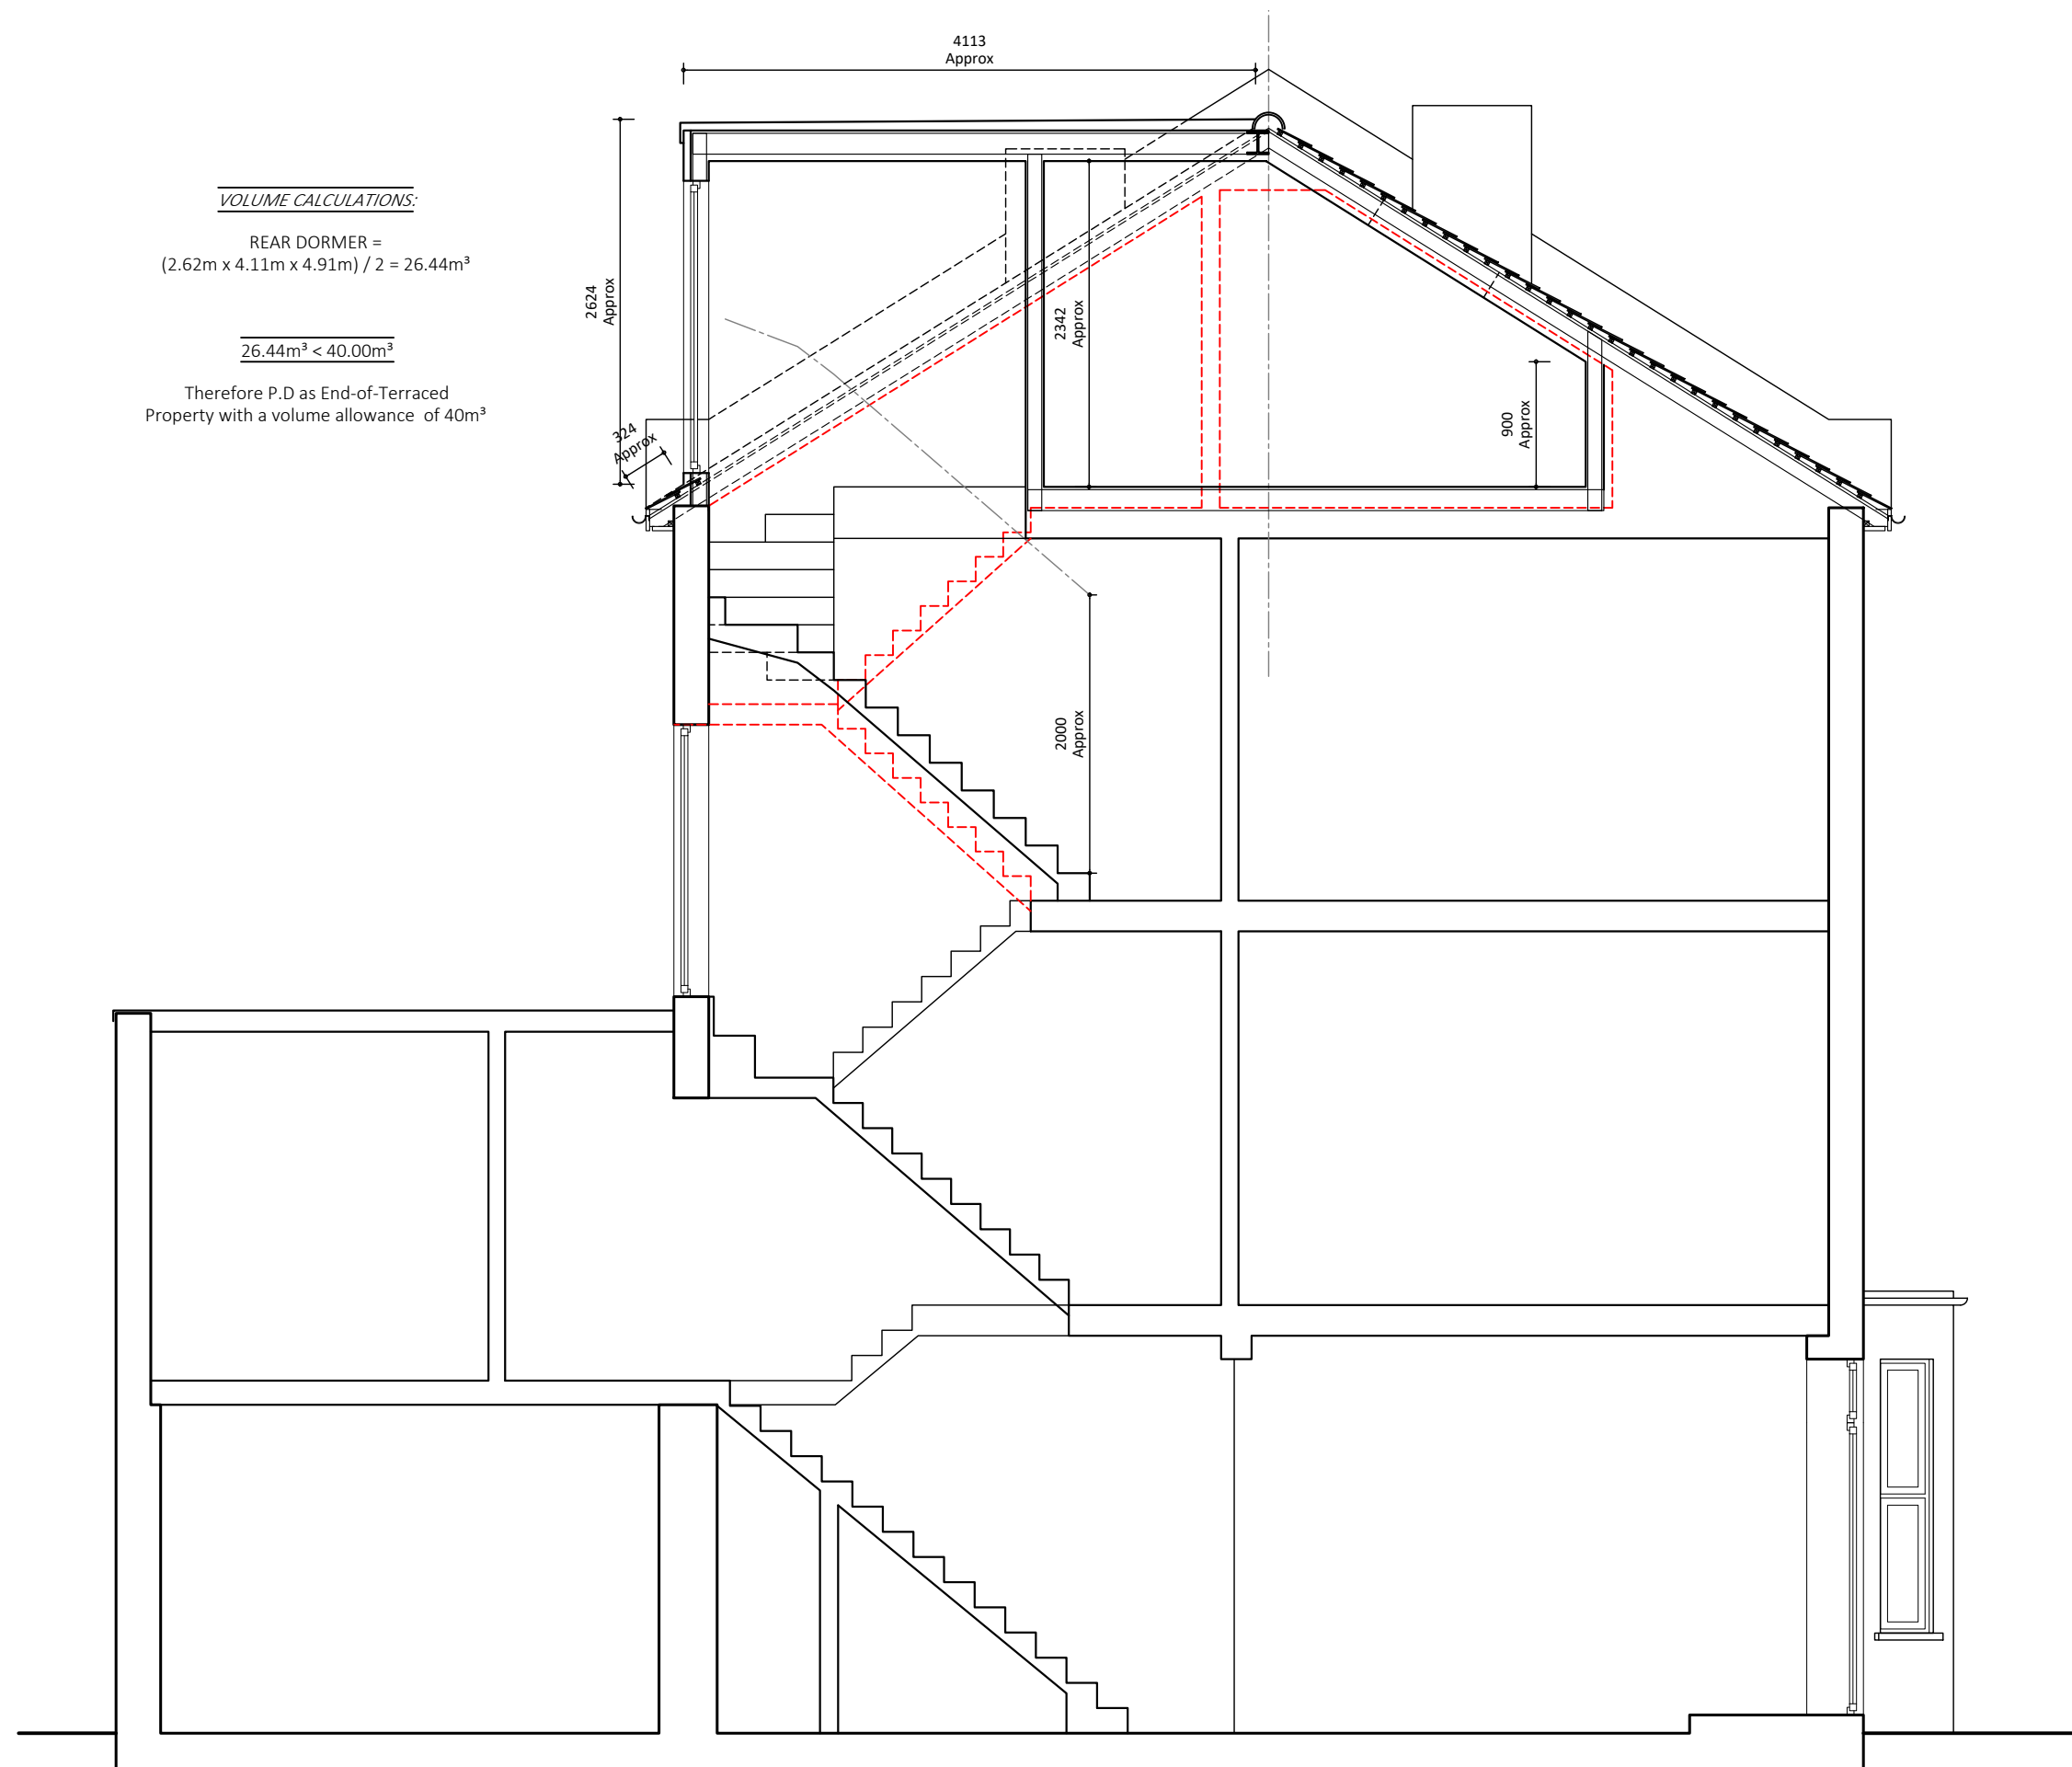 4113
Approx
VOLUME CALCULATIONS:
REAR DORMER =
(2.62m x 4.11m x 4.91m) / 2 = 26.44m³
26.44m³ < 40.00m³
Therefore P.D as End-of-Terraced
Property with a volume allowance of 40m³
2624
Approx
324
Approx
2342
Approx
900
Approx
2000
Approx